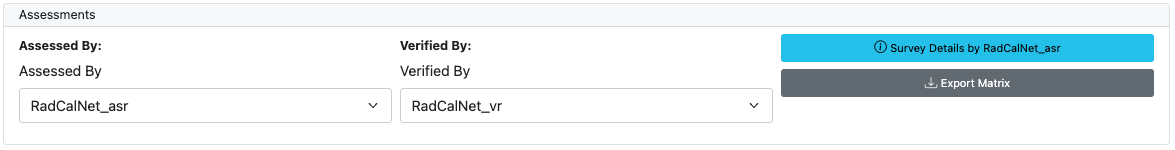 Assessments
Assessed By:
Assessed By
RadCalNet_asr
Verified By:
Verified By
RadCalNet_vr
Survey Details by RadCalNet_asr
Export Matrix